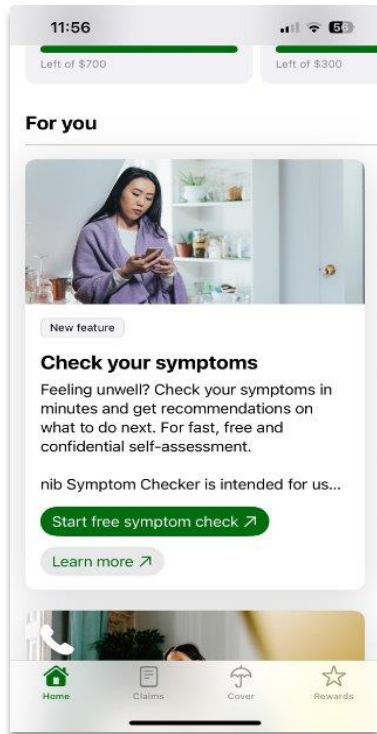 11:56
56
Left of $700
Left of $300
For you
New feature
Check your symptoms
Feeling unwell? Check your symptoms in
minutes and get recommendations on
what to do next. For fast, free and
confidential self-assessment.
nib Symptom Checker is intended for us...
Start free symptom check
Learn more
Home
Claims
Cover
Rewards